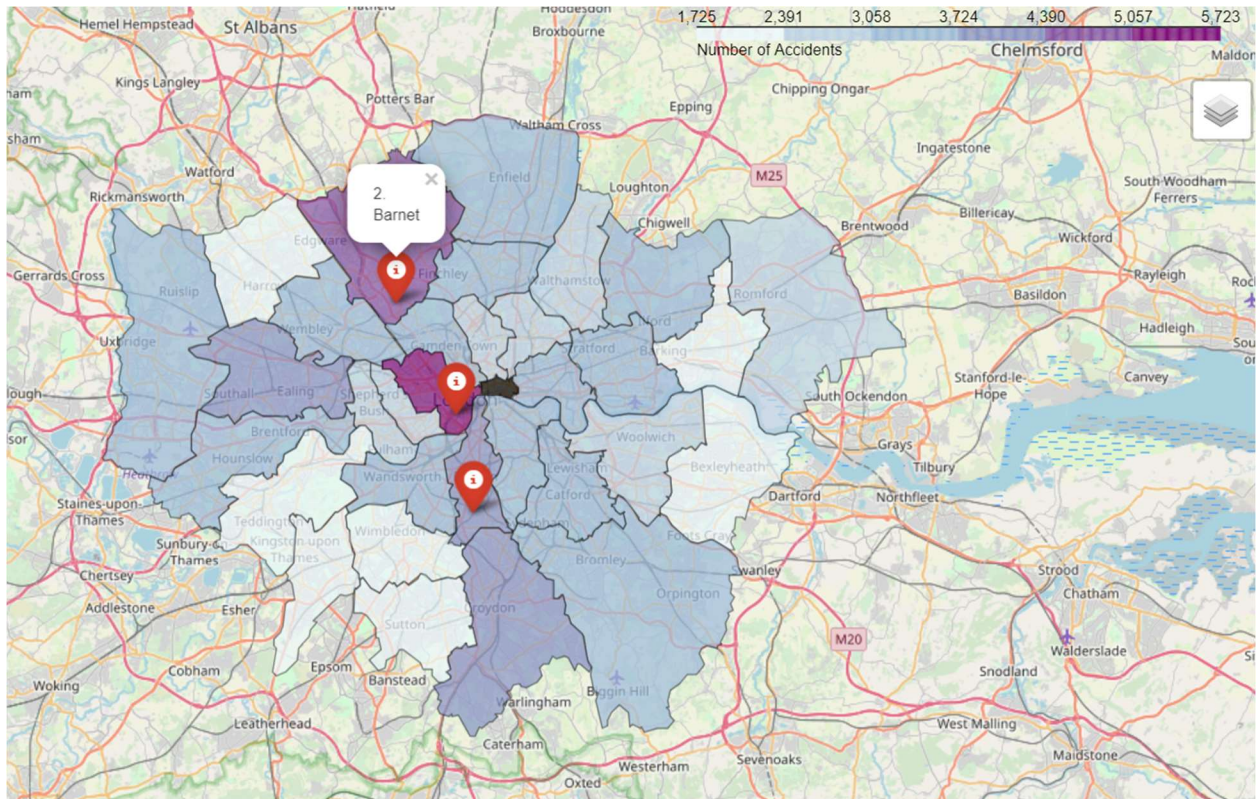 Hemel Hempstead
St Albans
Hoddesdon
Broxbourne
1,725 2,391 3,058 3,724 4,390 5,057 5,723
Number of Accidents
Chelmsford
Maldon
Kings Langley
Potters Bar
Epping
Chipping Ongar
Waltham Cross
Ingatestone
Watford
Enfield
Loughton
M25
South Woodham
Ferrers
Rickmansworth
2.
Barnet
Chigwell
Brentwood
Billericay
Wickford
Edgware
Gerrards Cross
Harrow
Finchley
Walthamstow
Rayleigh
Ruislip
Romford
Basildon
Wembley
Ilford
Hadleigh
Uxbridge
Camden Town
Stratford
Barking
Southall
Ealing
Shepherd's
Bush
Stanford-le-
Hope
Canvey
South Ockendon
Brentford
Fulham
Woolwich
Grays
Tilbury
Heathrow
Hounslow
Wandsworth
Lewisham
Catford
Bexleyheath
Dartford
Northfleet
Staines-upon-
Thames
Teddington
Wimbledon
Sydenham
Foots Cray
Sunbury-on-
Thames
Kingston upon
Thames
Bromley
Swanley
Strood
Chertsey
Orpington
Chatham
Addlestone
Esher
Croydon
Sutton
M20
Walderslade
Cobham
Epsom
Banstead
Snodland
Woking
Biggin Hill
Warlingham
Leatherhead
West Malling
Caterham
Westerham
Sevenoaks
Maidstone
Oxted